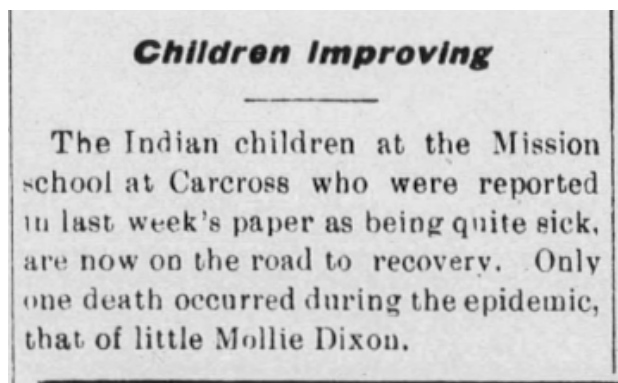 Children Improving
The Indian children at the Mission
school at Carcross who were reported
in last week's paper as being quite sick,
are now on the road to recovery. Only
one death occurred during the epidemic,
that of little Mollie Dixon.